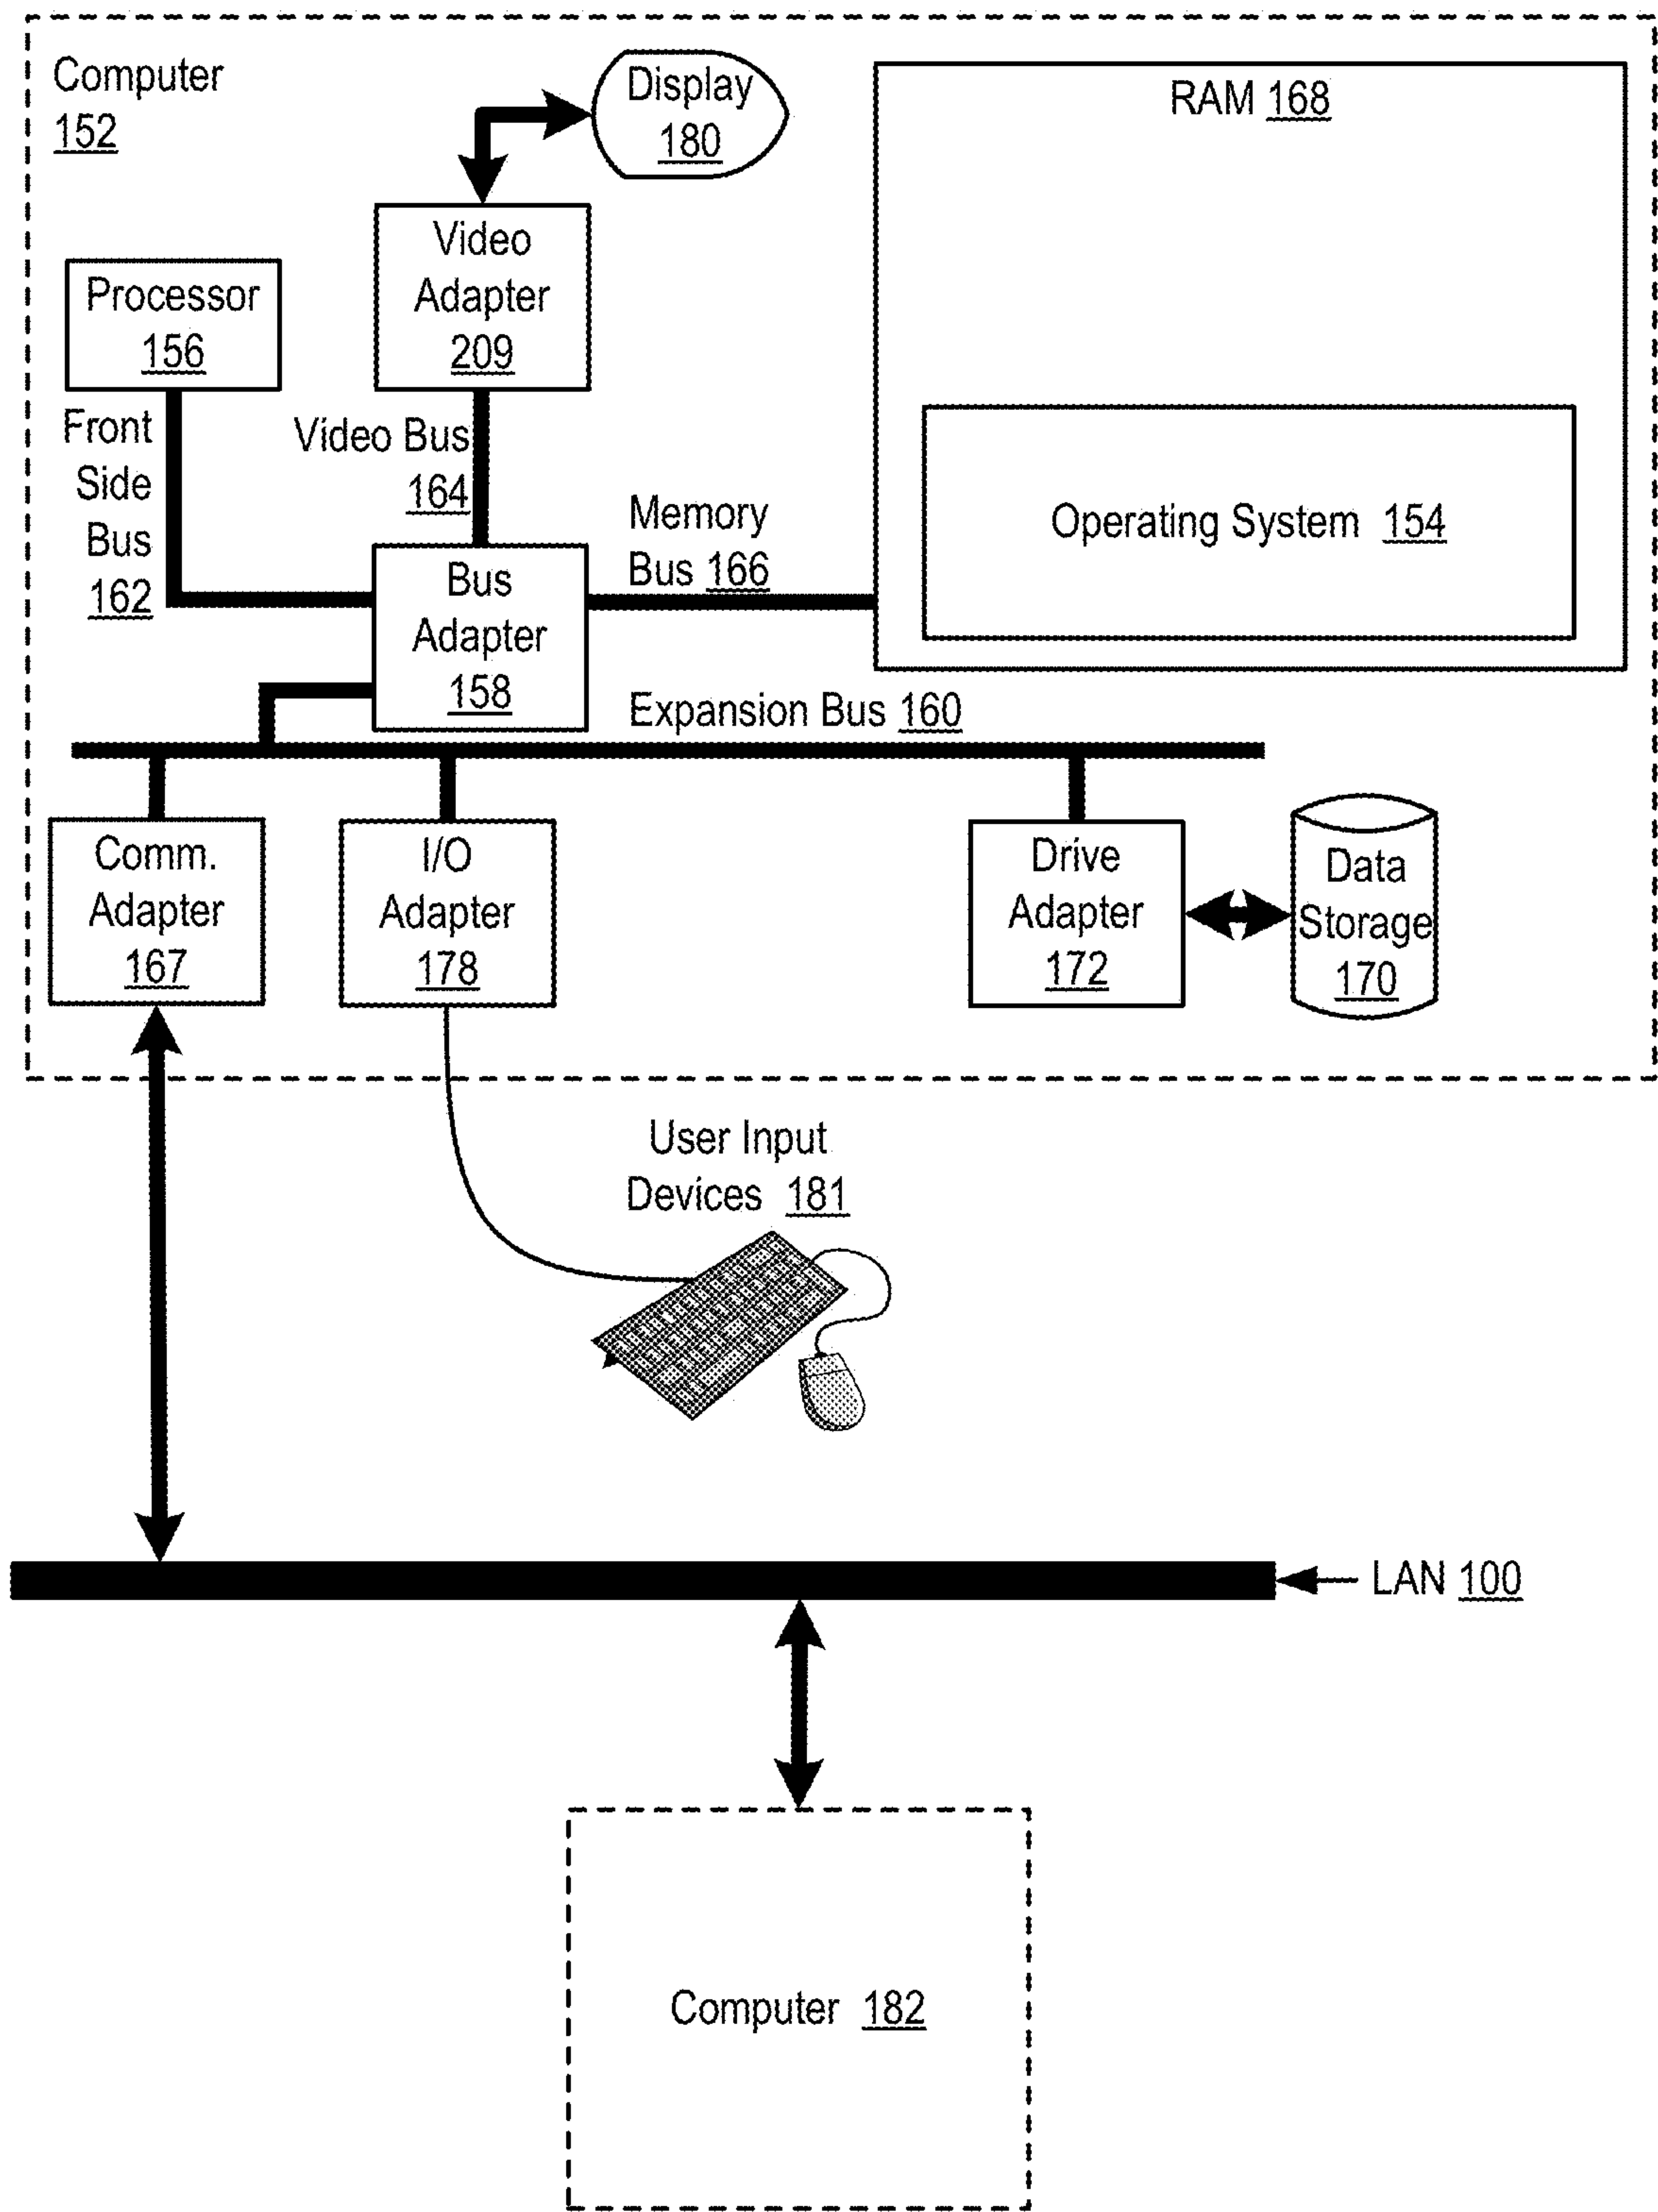 Computer
152
Display
180
RAM 168
Video
Adapter
209
Processor
156
Front
Side
Bus
162
Video Bus
164
Memory
Bus 166
Operating System 154
Bus
Adapter
158
Expansion Bus 160
Comm.
Adapter
167
I/O
Adapter
178
Drive
Adapter
172
Data
Storage
170
User Input
Devices 181
LAN 100
Computer 182